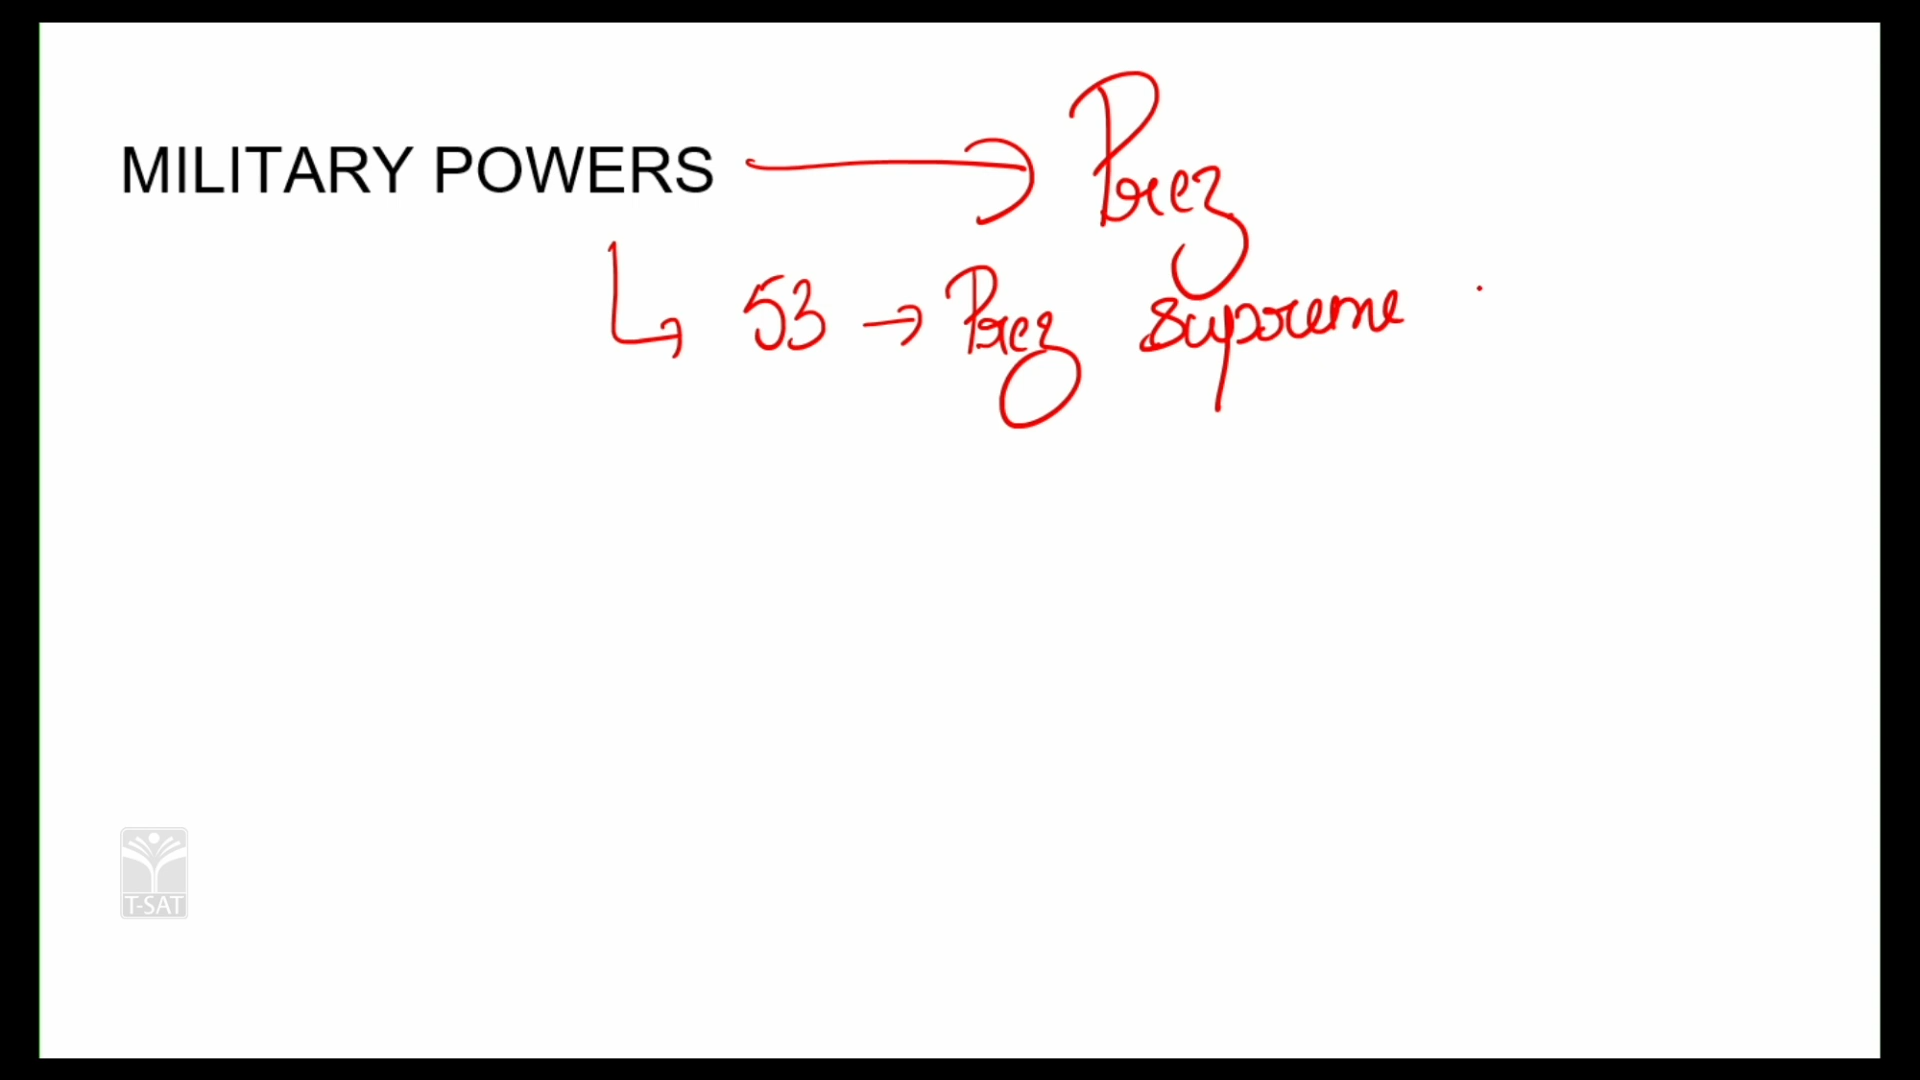 MILITARY POWERS → Prez
↳ 53 → Prez supreme
T-SAT